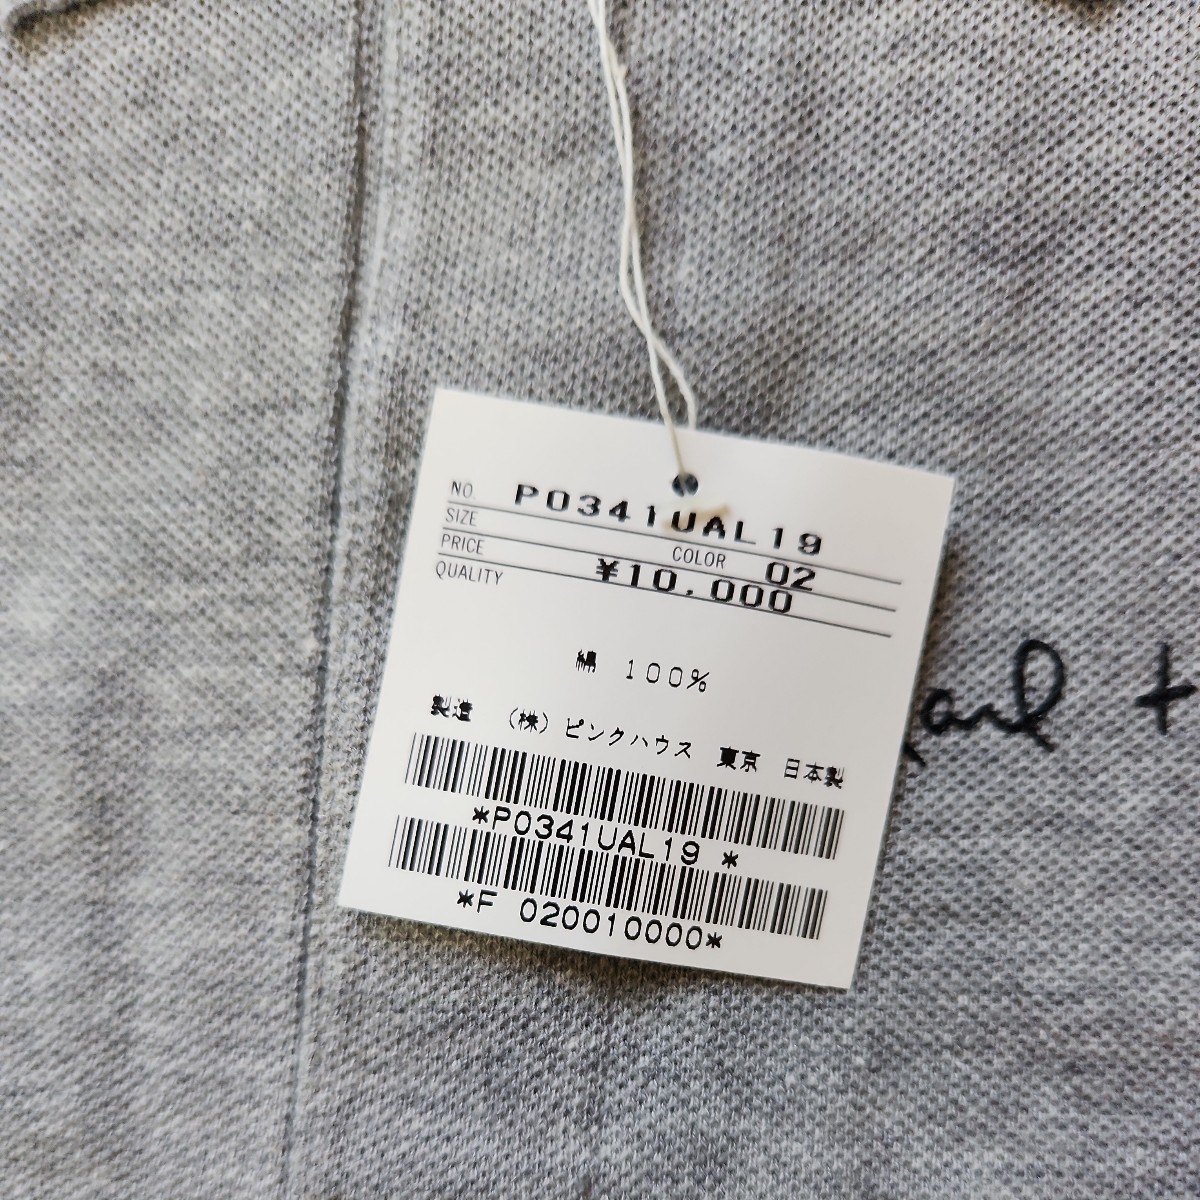 NO P0341UAL19
SIZE COLOR 02
PRICE ¥10,000
QUALITY
綿 100%
製造 (株)ピンクハウス 東京 日本製
*P0341UAL19 *
*F 020010000*
+